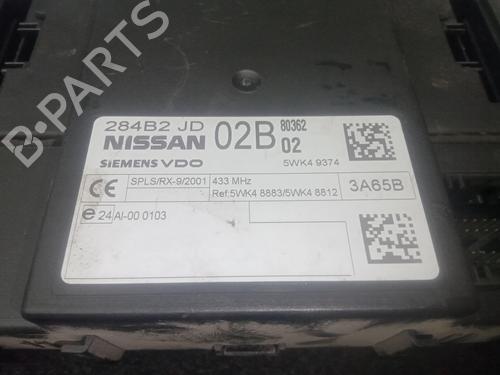 B-PARTS
284B2 JD 02B 80362
NISSAN 02
SIEMENS VDO 5WK4 9374
CE SPLS/RX-9/2001 433 MHz 3A65B
Ref:5WK4 8883/5WK4 8812
e 24 AI-00 0103